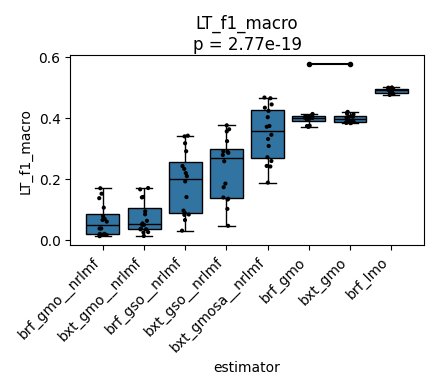 LT_f1_macro
p = 2.77e-19
LT_f1_macro
0.6
0.4
0.2
0.0
brf_gmo__nrlmf
bxt_gmo__nrlmf
brf_gso__nrlmf
bxt_gso__nrlmf
bxt_gmosa__nrlmf
brf_gmo
bxt_gmo
brf_lmo
estimator